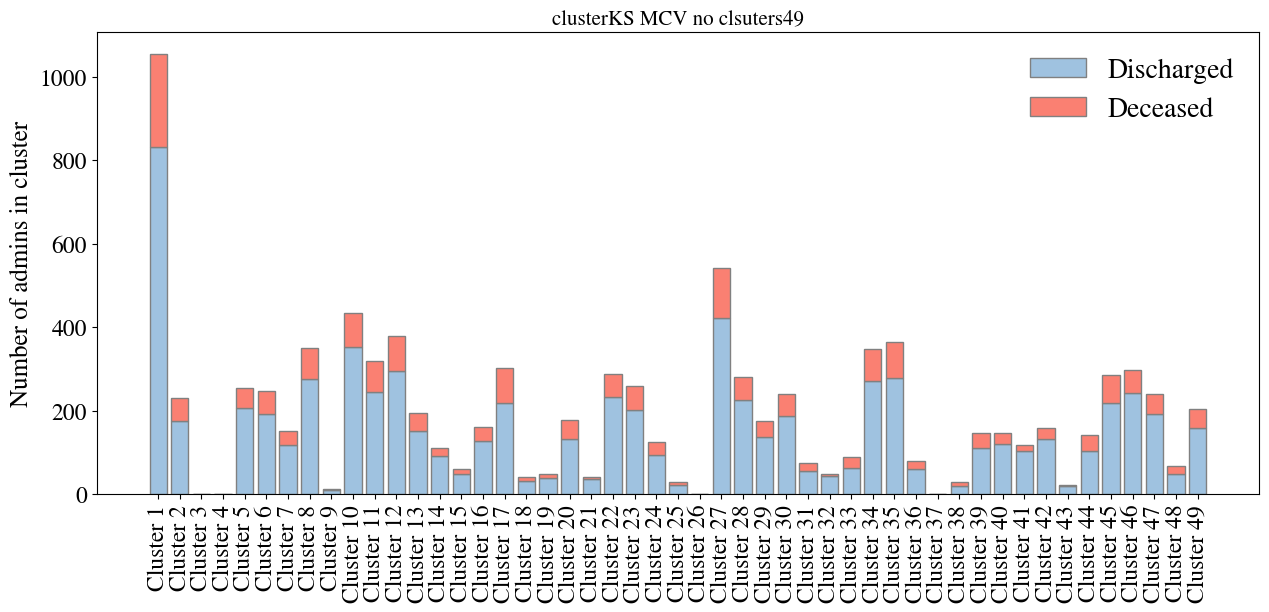 clusterKS MCV no clsuters49
Number of admins in cluster
1000
800
600
400
200
0
Discharged
Deceased
Cluster 1
Cluster 2
Cluster 3
Cluster 4
Cluster 5
Cluster 6
Cluster 7
Cluster 8
Cluster 9
Cluster 10
Cluster 11
Cluster 12
Cluster 13
Cluster 14
Cluster 15
Cluster 16
Cluster 17
Cluster 18
Cluster 19
Cluster 20
Cluster 21
Cluster 22
Cluster 23
Cluster 24
Cluster 25
Cluster 26
Cluster 27
Cluster 28
Cluster 29
Cluster 30
Cluster 31
Cluster 32
Cluster 33
Cluster 34
Cluster 35
Cluster 36
Cluster 37
Cluster 38
Cluster 39
Cluster 40
Cluster 41
Cluster 42
Cluster 43
Cluster 44
Cluster 45
Cluster 46
Cluster 47
Cluster 48
Cluster 49